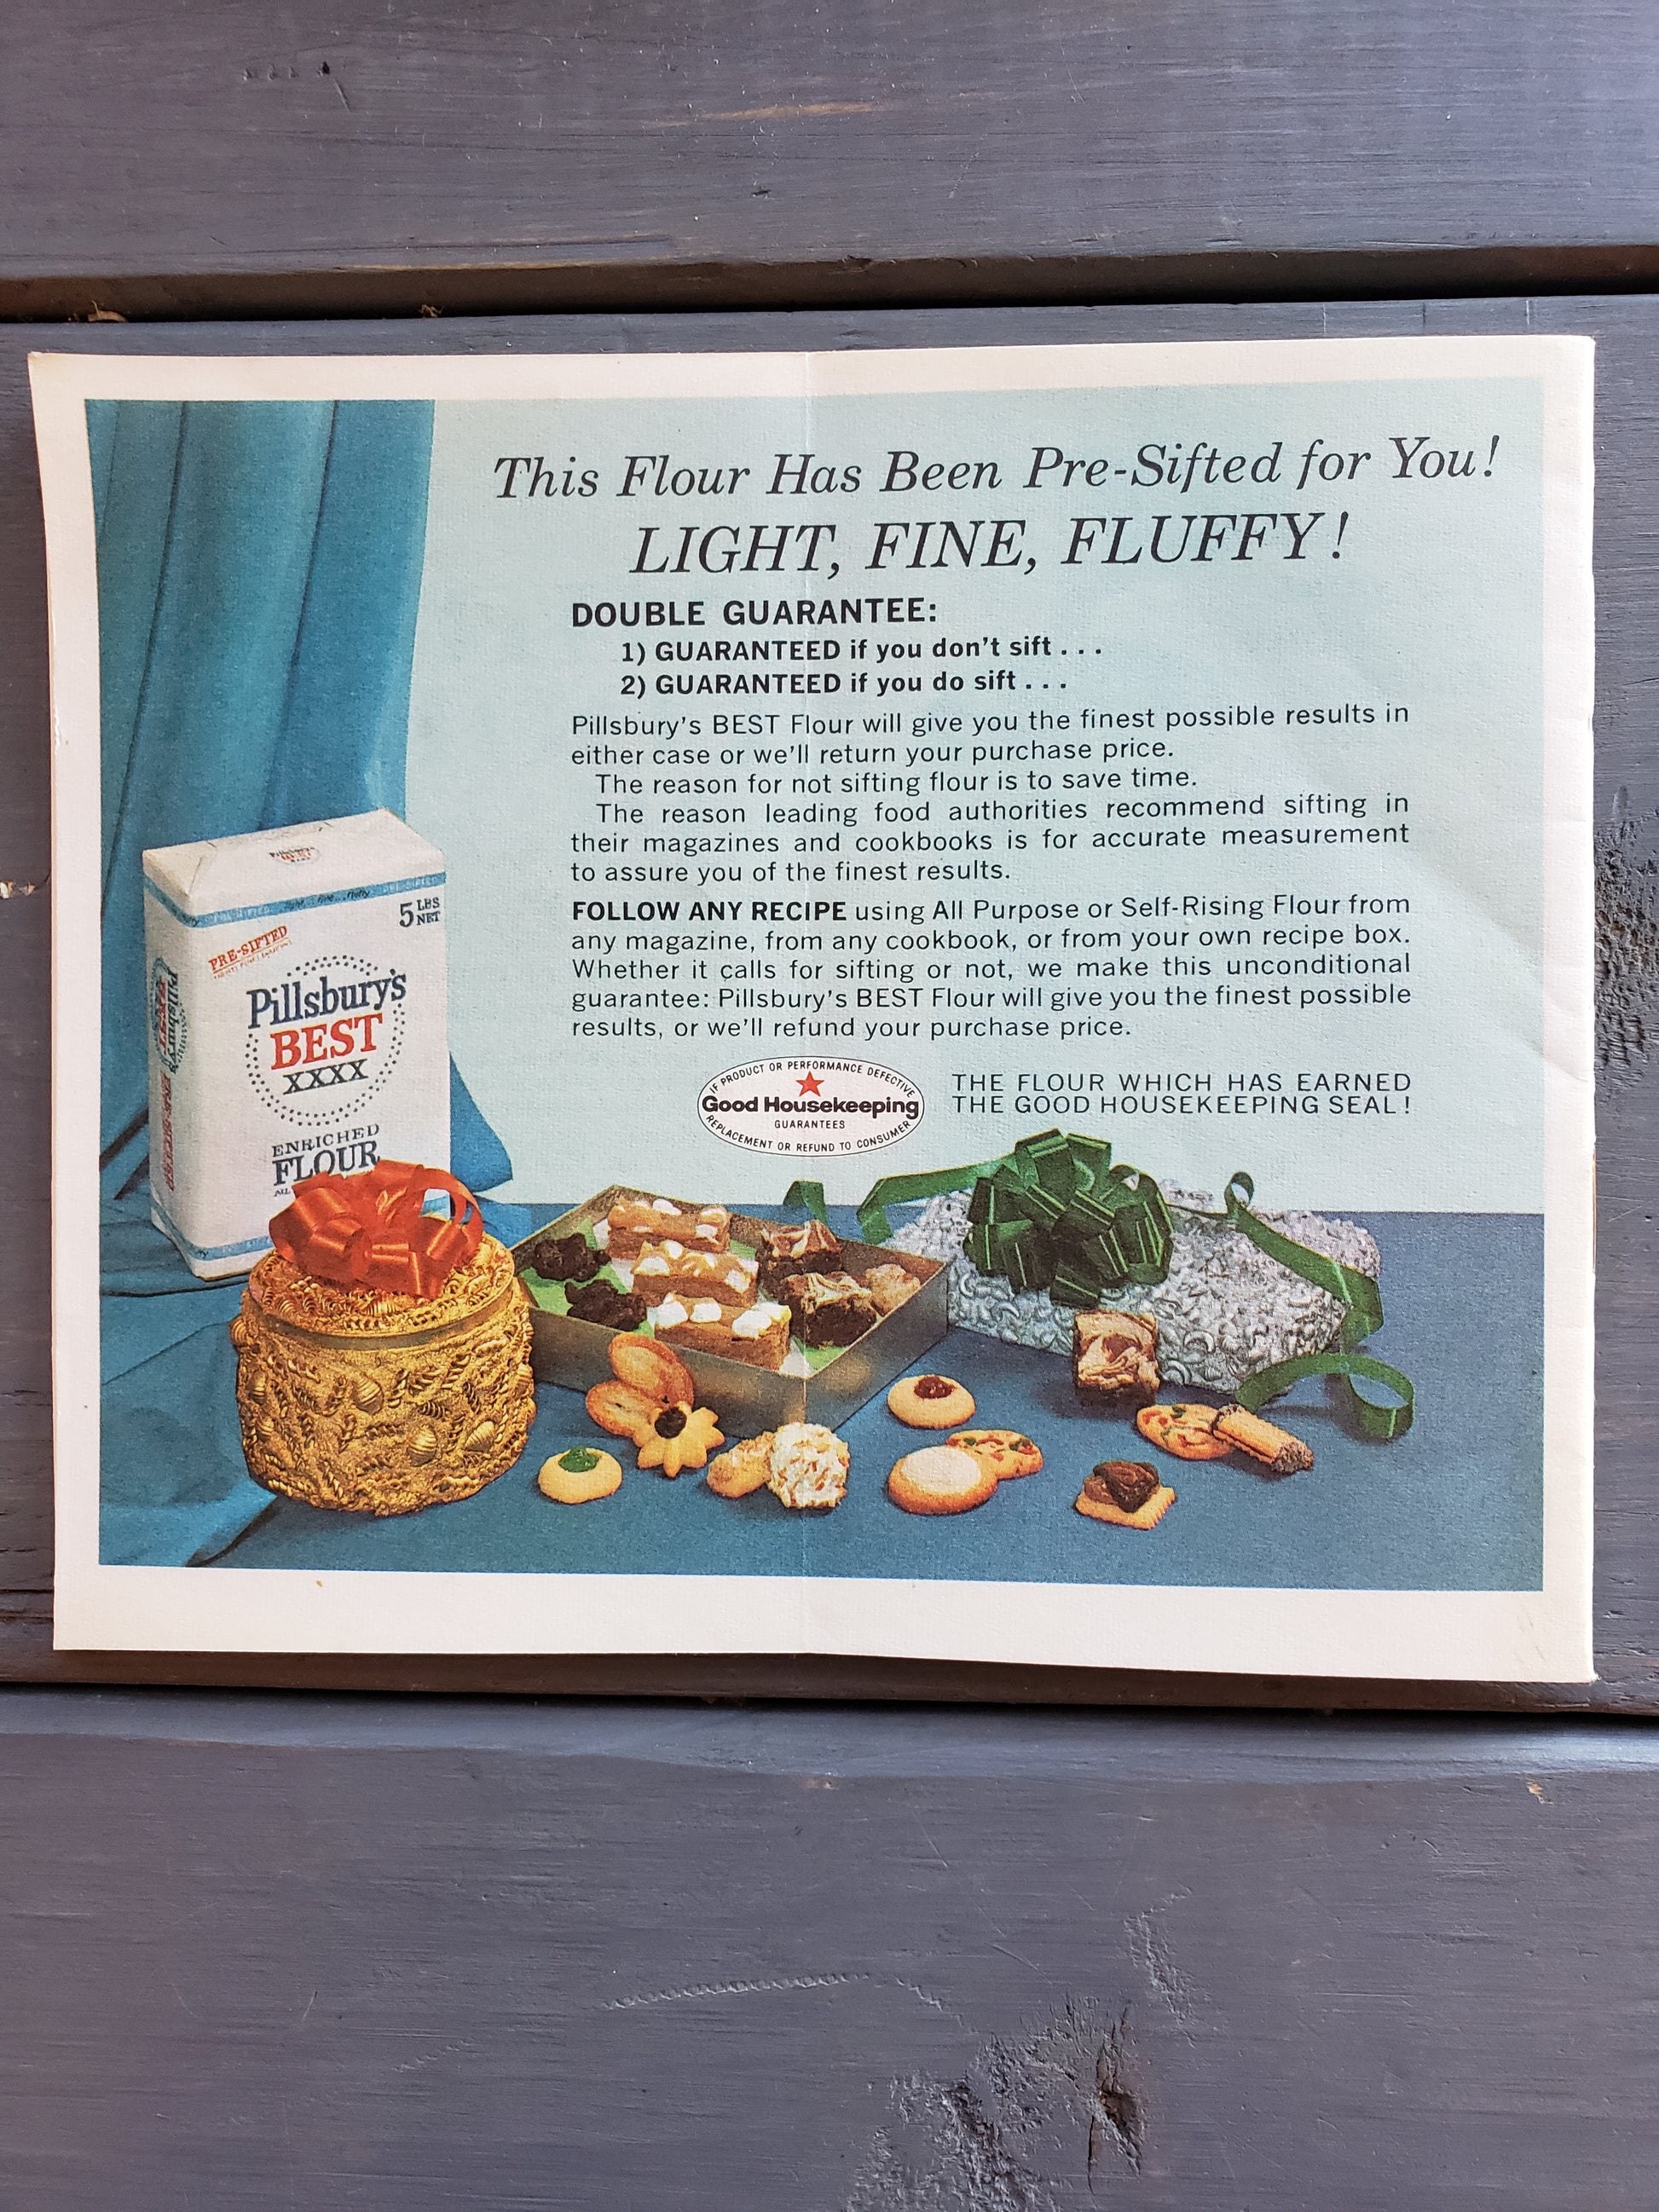 This Flour Has Been Pre-Sifted for You!
LIGHT, FINE, FLUFFY!
DOUBLE GUARANTEE:
1) GUARANTEED if you don't sift . . .
2) GUARANTEED if you do sift . . .
Pillsbury's BEST Flour will give you the finest possible results in
either case or we'll return your purchase price.
The reason for not sifting flour is to save time.
The reason leading food authorities recommend sifting in
their magazines and cookbooks is for accurate measurement
to assure you of the finest results.
FOLLOW ANY RECIPE using All Purpose or Self-Rising Flour from
any magazine, from any cookbook, or from your own recipe box.
Whether it calls for sifting or not, we make this unconditional
guarantee: Pillsbury's BEST Flour will give you the finest possible
results, or we'll refund your purchase price.
IF PRODUCT OR PERFORMANCE DEFECTIVE
Good Housekeeping
GUARANTEES
REPLACEMENT OR REFUND TO CONSUMER
THE FLOUR WHICH HAS EARNED
THE GOOD HOUSEKEEPING SEAL!
Pillsbury's
BEST
5 LBS
NET
PRE-SIFTED
Pillsbury's
BEST
XXXX
ENRICHED
FLOUR
Pillsbury's
BEST